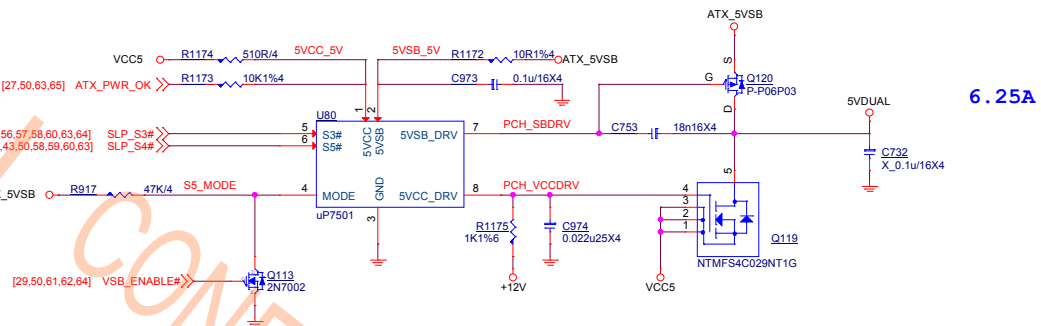 ATX_5VSB
VCC5 R1174 510R/4 5VCC_5V 5VSB_5V R1172 10R1%4 ATX_5VSB
[27,50,63,65] ATX_PWR_OK R1173 10K1%4 C973 0.1u/16X4
S
G Q120
P-P06P03
D
6.25A
5VDUAL
U80
1 2
56,57,58,60,63,64] SLP_S3# 5 S3# 5VCC 5VSB 5VSB_DRV 7 PCH_SBDRV C753 18n16X4
,43,50,58,59,60,63] SLP_S4# 6 S5#
C732
X_0.1u/16X4
5
_5VSB R917 47K/4 S5_MODE 4 MODE GND 5VCC_DRV 8 PCH_VCCDRV 4
uP7501
3
R1175
1K1%6
C974
0.022u25X4
3
2
1
Q119
NTMFS4C029NT1G
[29,50,61,62,64] VSB_ENABLE# Q113
2N7002
+12V
VCC5